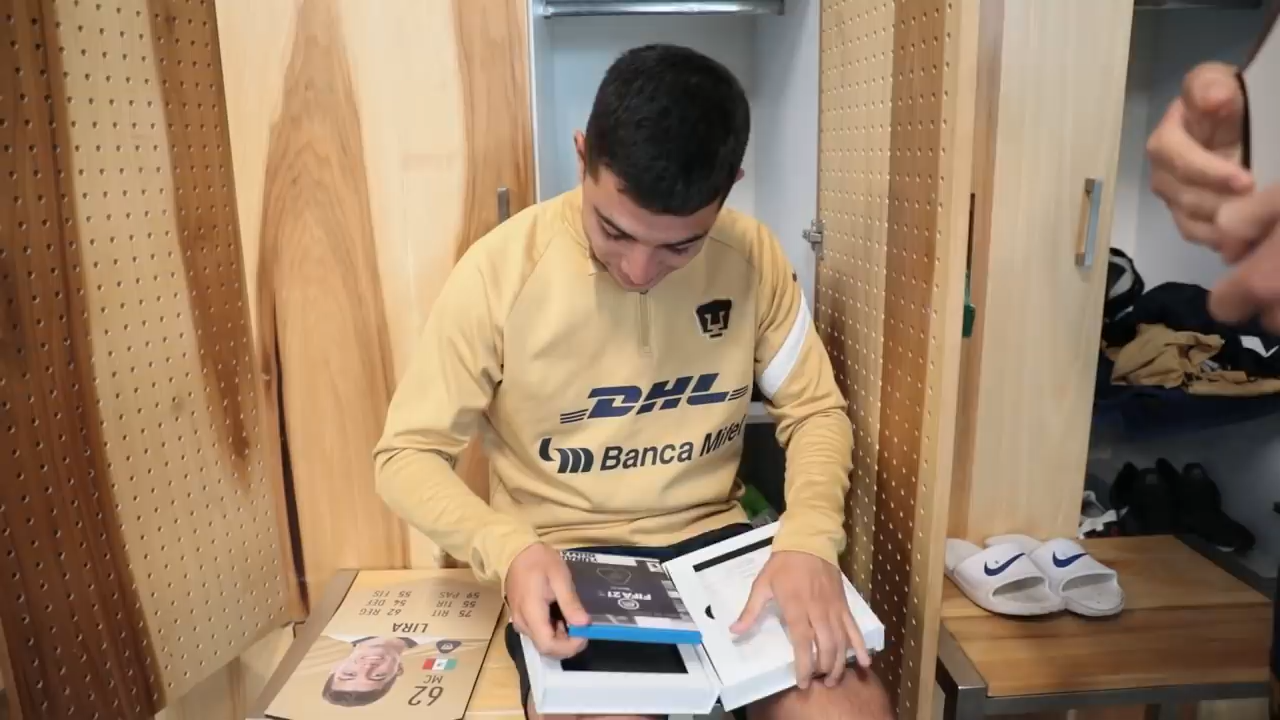 DHL
Banca Mifel
FIFA 21
62
MC
LIRA
75 RIT 62 REG
55 TIR 54 DEF
59 PAS 55 FIS